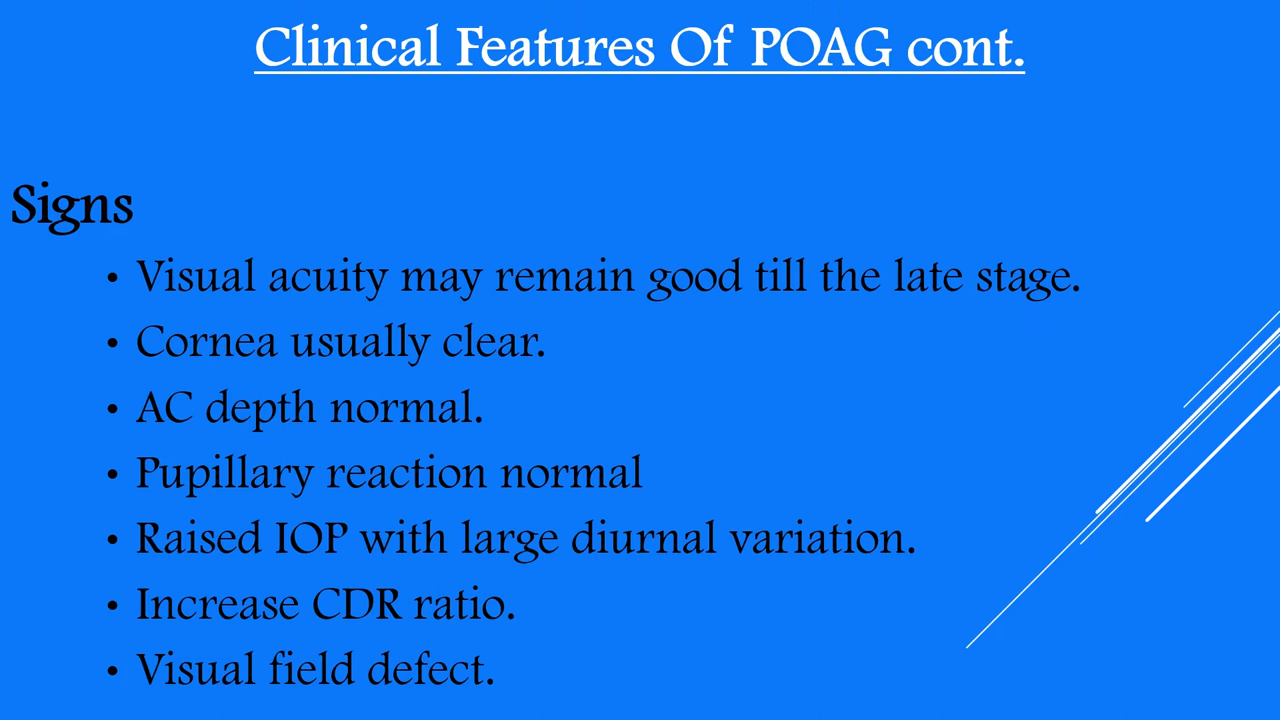 Clinical Features Of POAG cont.
Signs
• Visual acuity may remain good till the late stage.
• Cornea usually clear.
• AC depth normal.
• Pupillary reaction normal
• Raised IOP with large diurnal variation.
• Increase CDR ratio.
• Visual field defect.